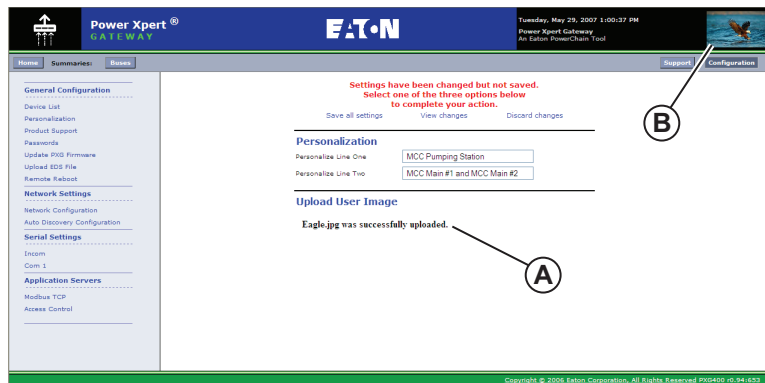 Power Xpert ®
GATEWAY
EATON
Tuesday, May 29, 2007 1:00:37 PM
Power Xpert Gateway
An Eaton PowerChain Tool
Home Summaries: Buses
Support Configuration
B
General Configuration
Device List
Personalization
Product Support
Passwords
Update PXG Firmware
Upload EDS File
Remote Reboot
Network Settings
Network Configuration
Auto Discovery Configuration
Serial Settings
Incom
Com 1
Application Servers
Modbus TCP
Access Control
Settings have been changed but not saved.
Select one of the three options below
to complete your action.
Save all settings View changes Discard changes
Personalization
Personalize Line One MCC Pumping Station
Personalize Line Two MCC Main #1 and MCC Main #2
Upload User Image
Eagle.jpg was successfully uploaded.
A
Copyright © 2006 Eaton Corporation, All Rights Reserved PXG400 r0.94:653